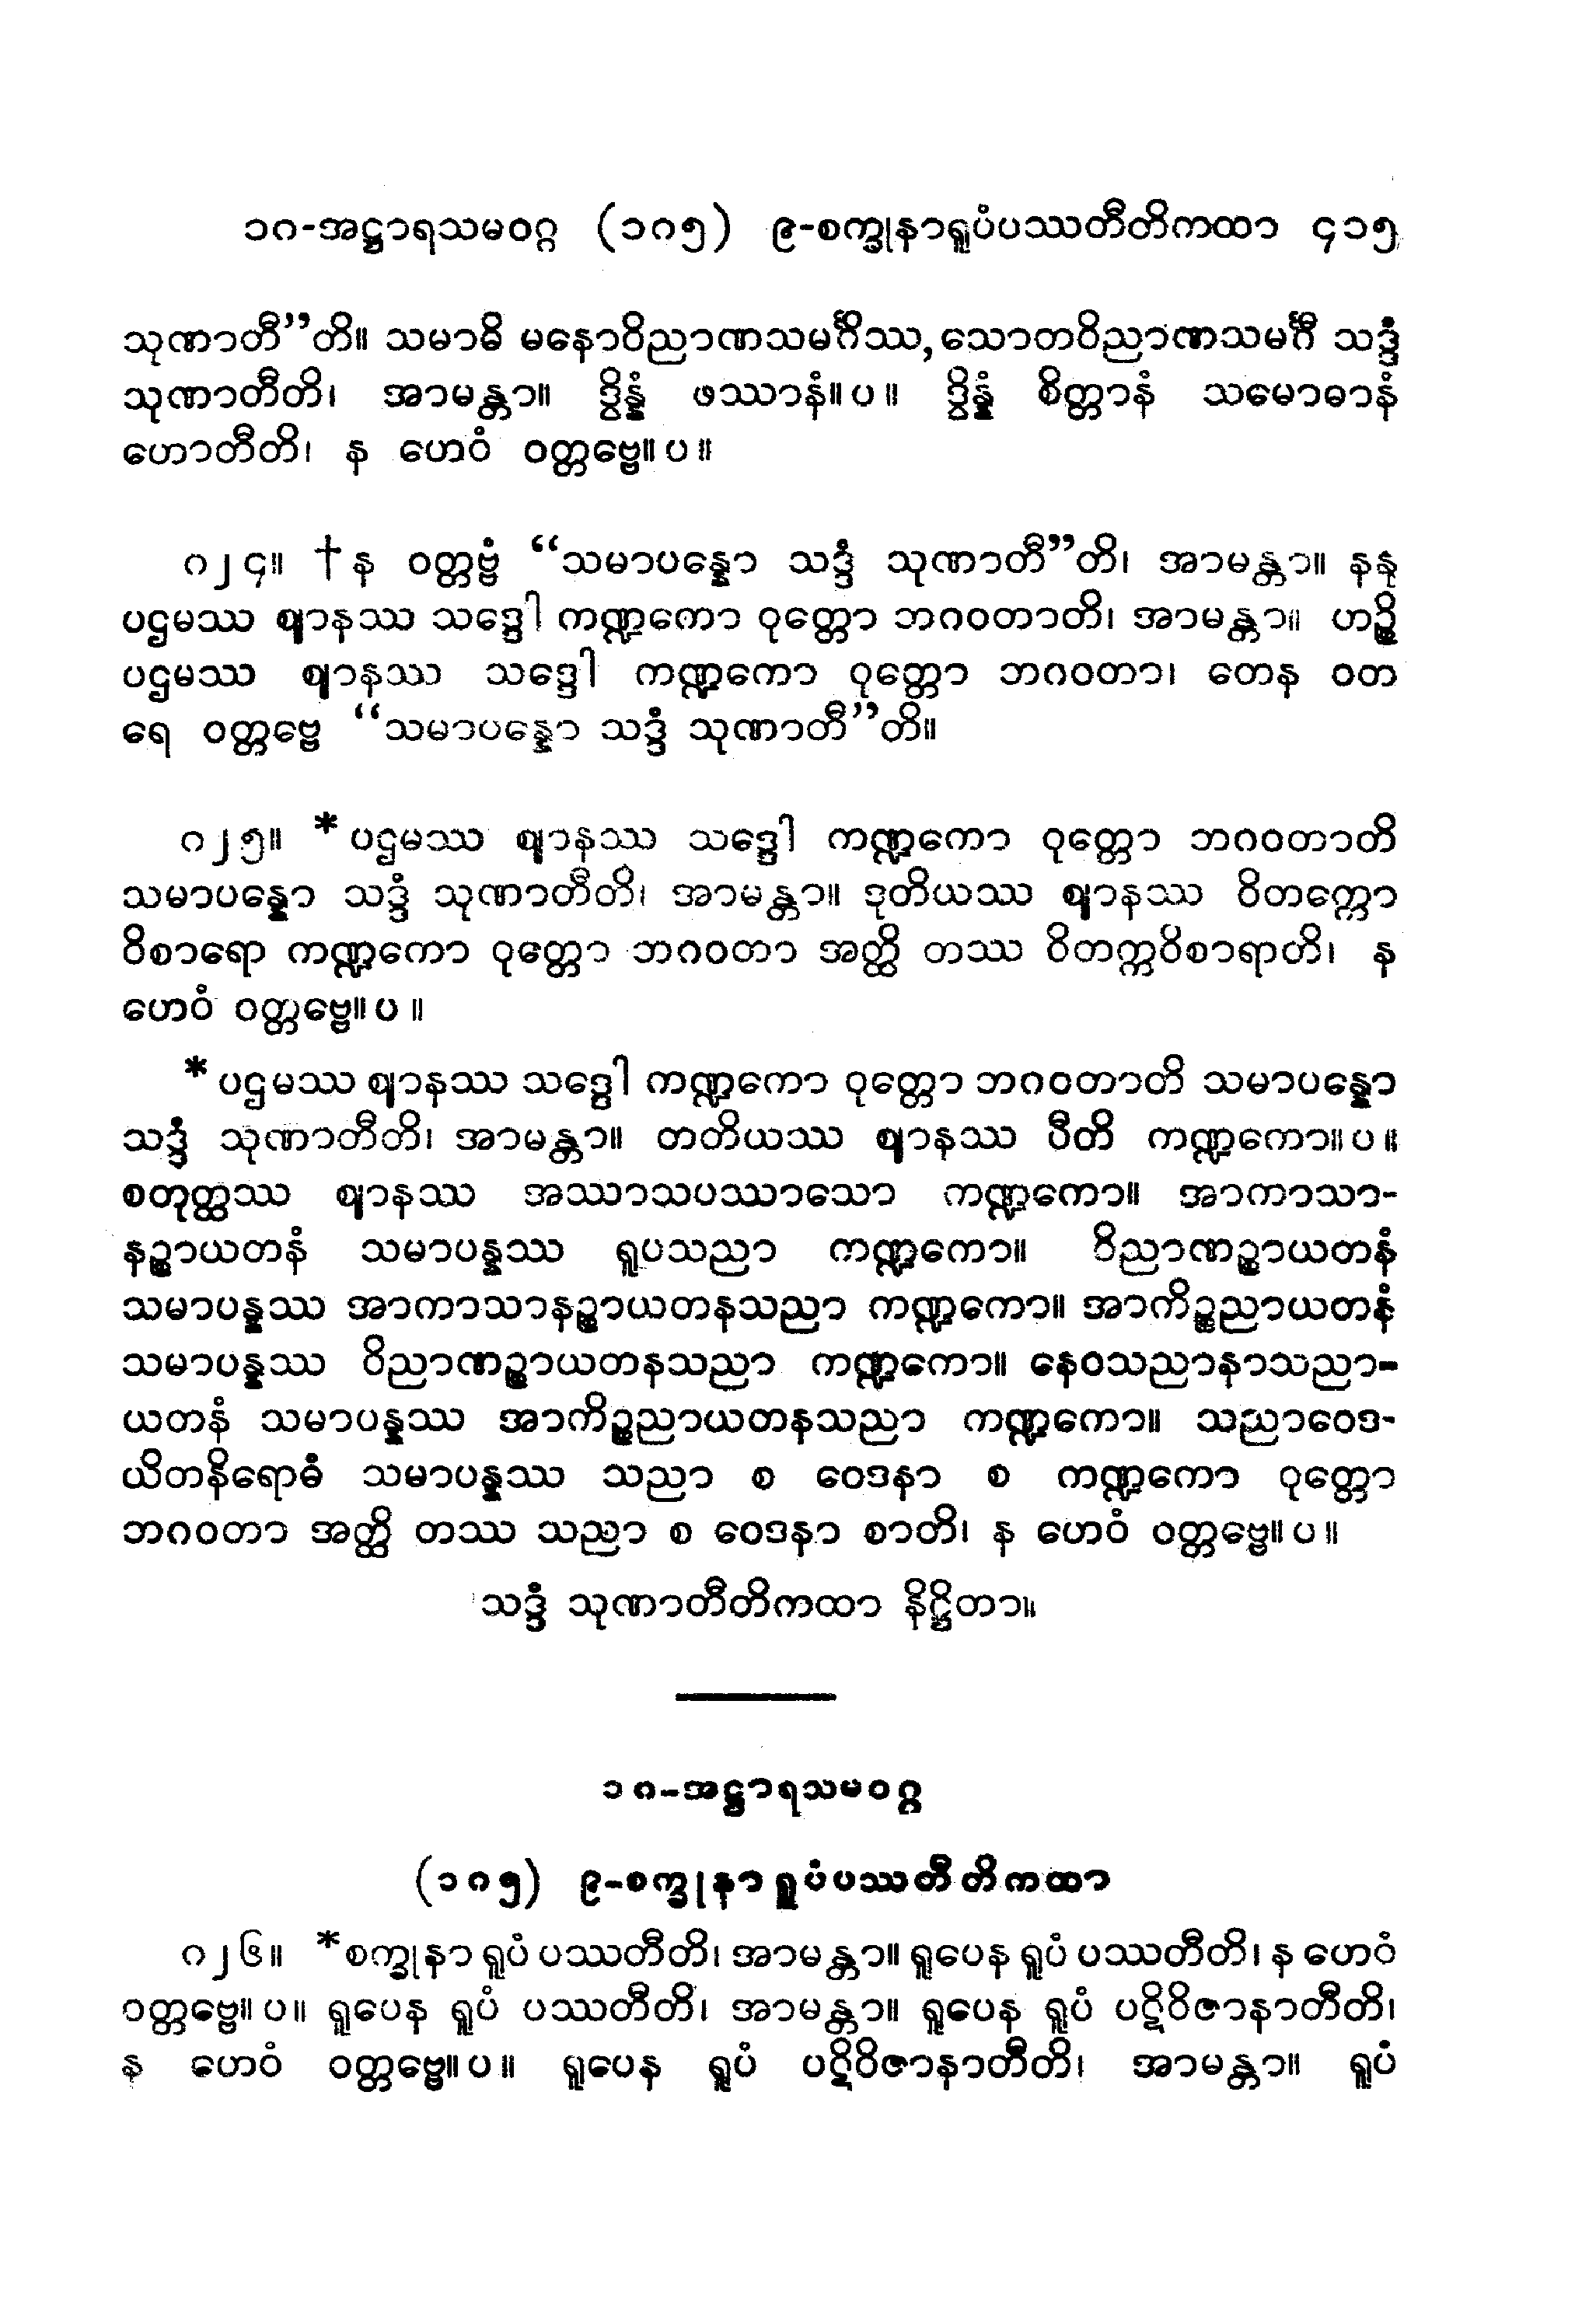 ၁၈-အဋ္ဌာရသမဝဂ္ဂ (၁၈၅) ၉-စက္ခုနာရူပံပဿတီတိကထာ ၄၁၅
သုဏာတီ”တိ။ သမာဓိ မနောဝိညာဏသမင်္ဂိဿ, သောတဝိညာဏသမင်္ဂီ သဒ္ဒံ
သုဏာတီတိ၊ အာမန္တာ။ ဒွိန္နံ ဖဿာနံ။ပ။ ဒွိန္နံ စိတ္တာနံ သမောဓာနံ
ဟောတီတိ၊ န ဟေဝံ ဝတ္တဗ္ဗေ။ပ။
၈၂၄။ †န ဝတ္တဗ္ဗံ “သမာပန္နော သဒ္ဒံ သုဏာတီ”တိ၊ အာမန္တာ။ နနု
ပဌမဿ ဈာနဿ သဒ္ဒေါ ကဏ္ဍကော ဝုတ္တော ဘဂဝတာတိ၊ အာမန္တာ။ ဟဉ္စိ
ပဌမဿ ဈာနဿ သဒ္ဒေါ ကဏ္ဍကော ဝုတ္တော ဘဂဝတာ၊ တေန ဝတ
ရေ ဝတ္တဗ္ဗေ “သမာပန္နော သဒ္ဒံ သုဏာတီ”တိ။
၈၂၅။ *ပဌမဿ ဈာနဿ သဒ္ဒေါ ကဏ္ဍကော ဝုတ္တော ဘဂဝတာတိ
သမာပန္နော သဒ္ဒံ သုဏာတီတိ၊ အာမန္တာ။ ဒုတိယဿ ဈာနဿ ဝိတက္ကော
ဝိစာရော ကဏ္ဍကော ဝုတ္တော ဘဂဝတာ အတ္ထိ တဿ ဝိတက္ကဝိစာရာတိ၊ န
ဟေဝံ ဝတ္တဗ္ဗေ။ပ။
*ပဌမဿ ဈာနဿ သဒ္ဒေါ ကဏ္ဍကော ဝုတ္တော ဘဂဝတာတိ သမာပန္နော
သဒ္ဒံ သုဏာတီတိ၊ အာမန္တာ။ တတိယဿ ဈာနဿ ပီတိ ကဏ္ဍကော။ပ။
စတုတ္ထဿ ဈာနဿ အဿာသပဿာသော ကဏ္ဍကော။ အာကာသာ-
နဉ္စာယတနံ သမာပန္နဿ ရူပသညာ ကဏ္ဍကော။ ဝိညာဏဉ္စာယတနံ
သမာပန္နဿ အာကာသာနဉ္စာယတနသညာ ကဏ္ဍကော။ အာကိဉ္စညာယတနံ
သမာပန္နဿ ဝိညာဏဉ္စာယတနသညာ ကဏ္ဍကော။ နေဝသညာနာသညာ-
ယတနံ သမာပန္နဿ အာကိဉ္စညာယတနသညာ ကဏ္ဍကော။ သညာဝေဒ-
ယိတနိရောဓံ သမာပန္နဿ သညာ စ ဝေဒနာ စ ကဏ္ဍကော ဝုတ္တော
ဘဂဝတာ အတ္ထိ တဿ သညာ စ ဝေဒနာ စာတိ၊ န ဟေဝံ ဝတ္တဗ္ဗေ။ပ။
သဒ္ဒံ သုဏာတီတိကထာ နိဋ္ဌိတာ။
၁၈-အဋ္ဌာရသမဝဂ္ဂ
(၁၈၅) ၉-စက္ခုနာရူပံပဿတီတိကထာ
၈၂၆။ *စက္ခုနာ ရူပံ ပဿတီတိ၊ အာမန္တာ။ ရူပေန ရူပံ ပဿတီတိ၊ န ဟေဝံ
ဝတ္တဗ္ဗေ။ပ။ ရူပေန ရူပံ ပဿတီတိ၊ အာမန္တာ။ ရူပေန ရူပံ ပဋိဝိဇာနာတီတိ၊
န ဟေဝံ ဝတ္တဗ္ဗေ။ပ။ ရူပေန ရူပံ ပဋိဝိဇာနာတီတိ၊ အာမန္တာ။ ရူပံ